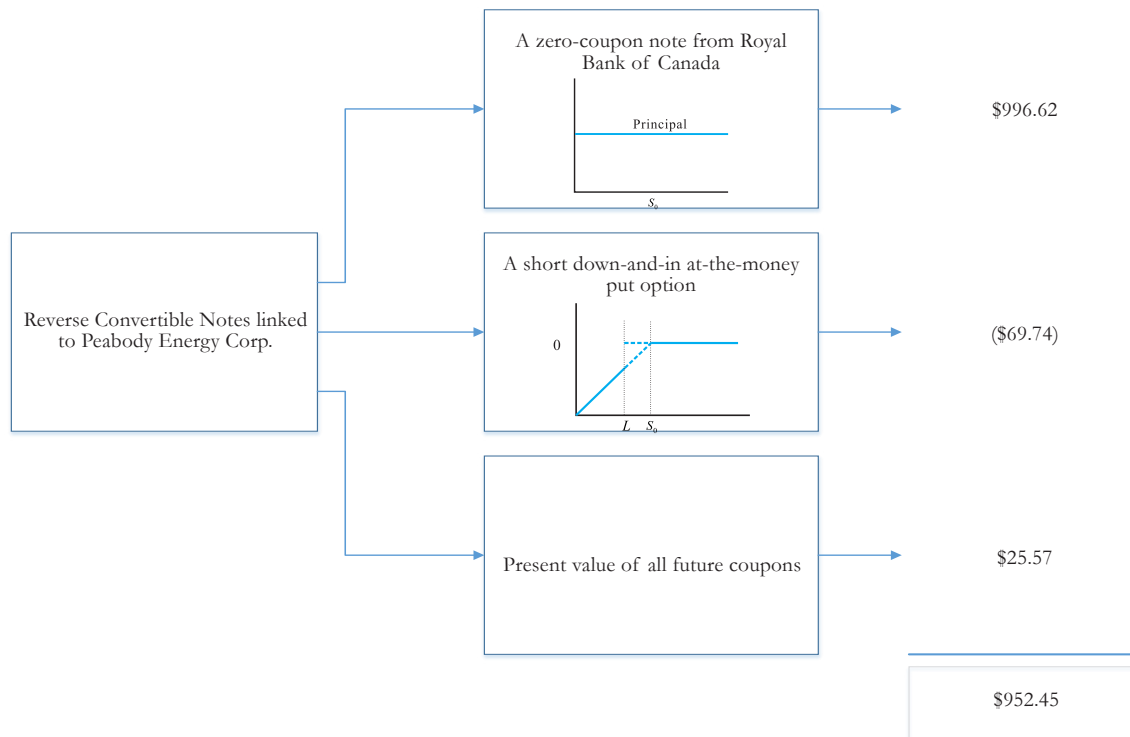 A zero-coupon note from Royal
Bank of Canada
Principal
S₀
$996.62
Reverse Convertible Notes linked
to Peabody Energy Corp.
A short down-and-in at-the-money
put option
0
L S₀
($69.74)
Present value of all future coupons
$25.57
$952.45